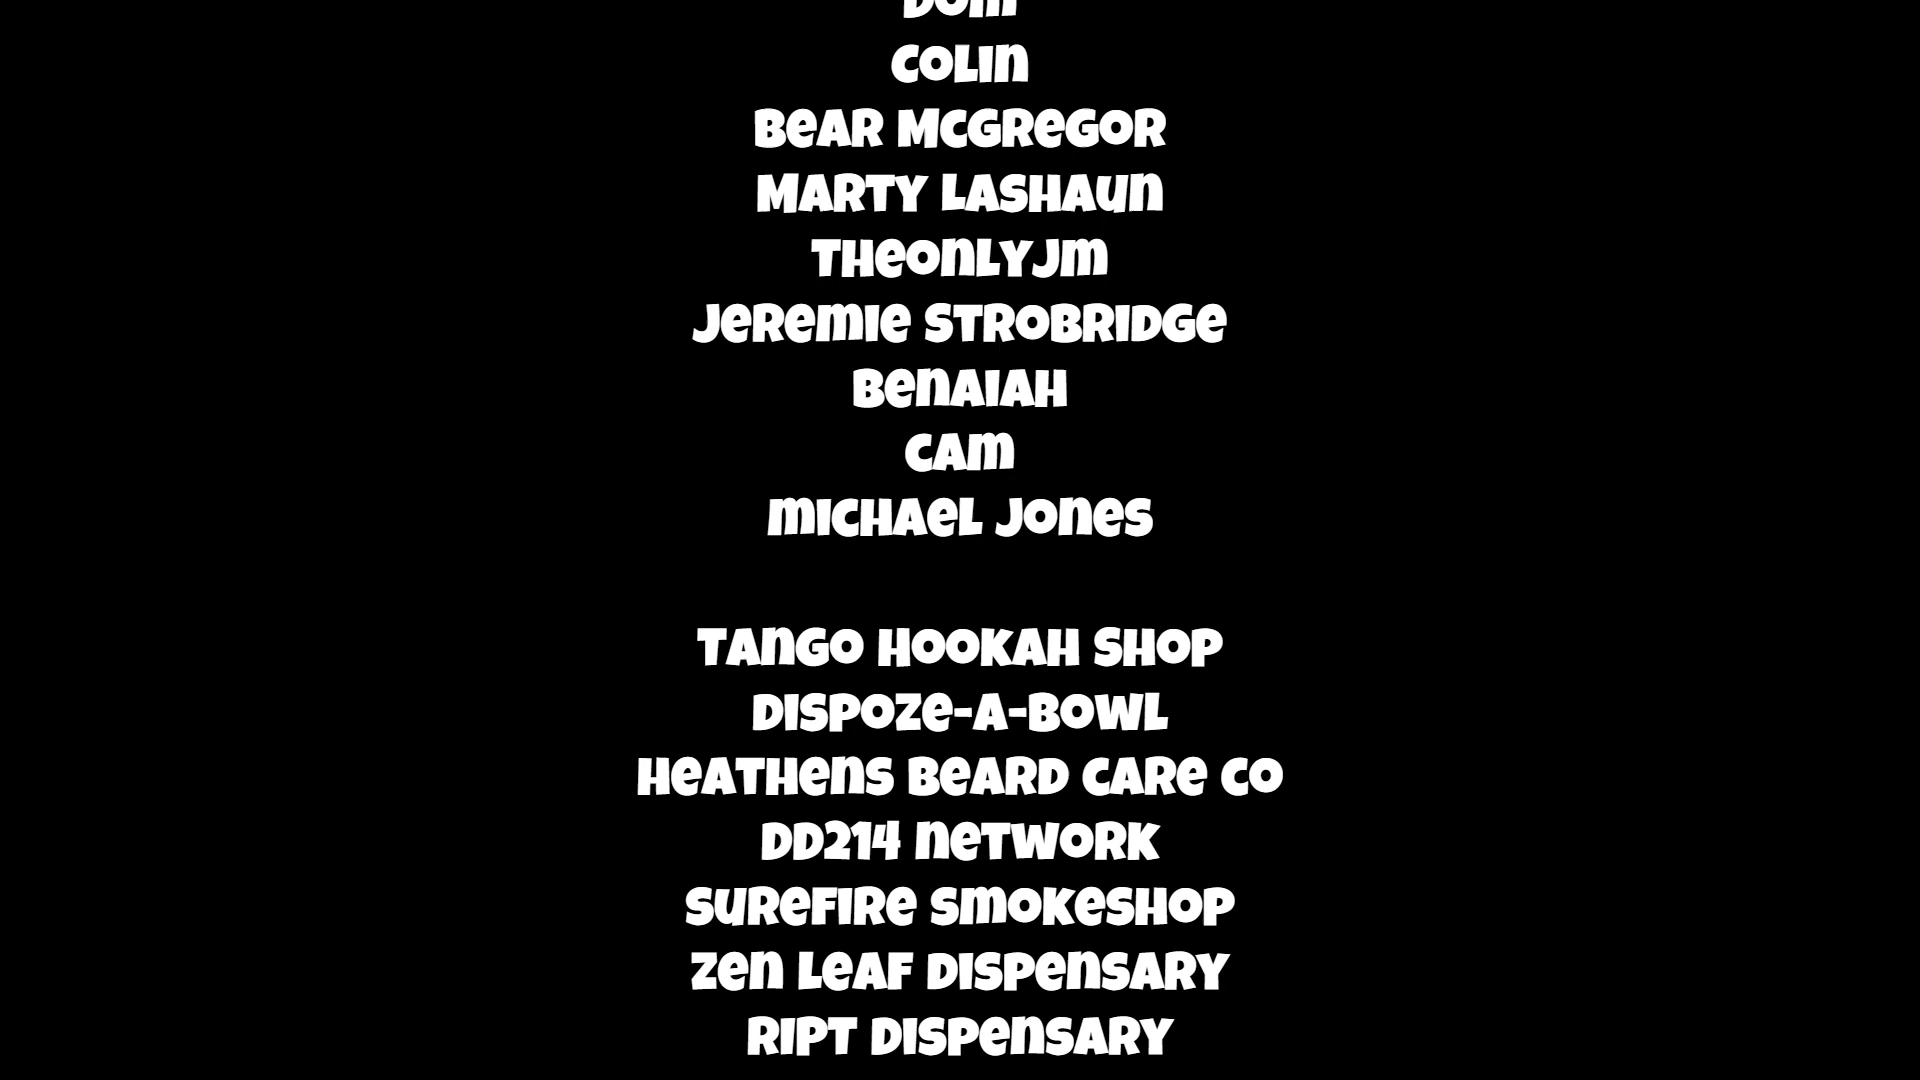 Dom
Colin
Bear McGregor
Marty LaShaun
TheOnlyJM
Jeremie Strobridge
Benaiah
Cam
Michael Jones
Tango Hookah Shop
Dispoze-A-Bowl
Heathens Beard Care Co
DD214 Network
Surefire Smokeshop
Zen Leaf Dispensary
Ript Dispensary